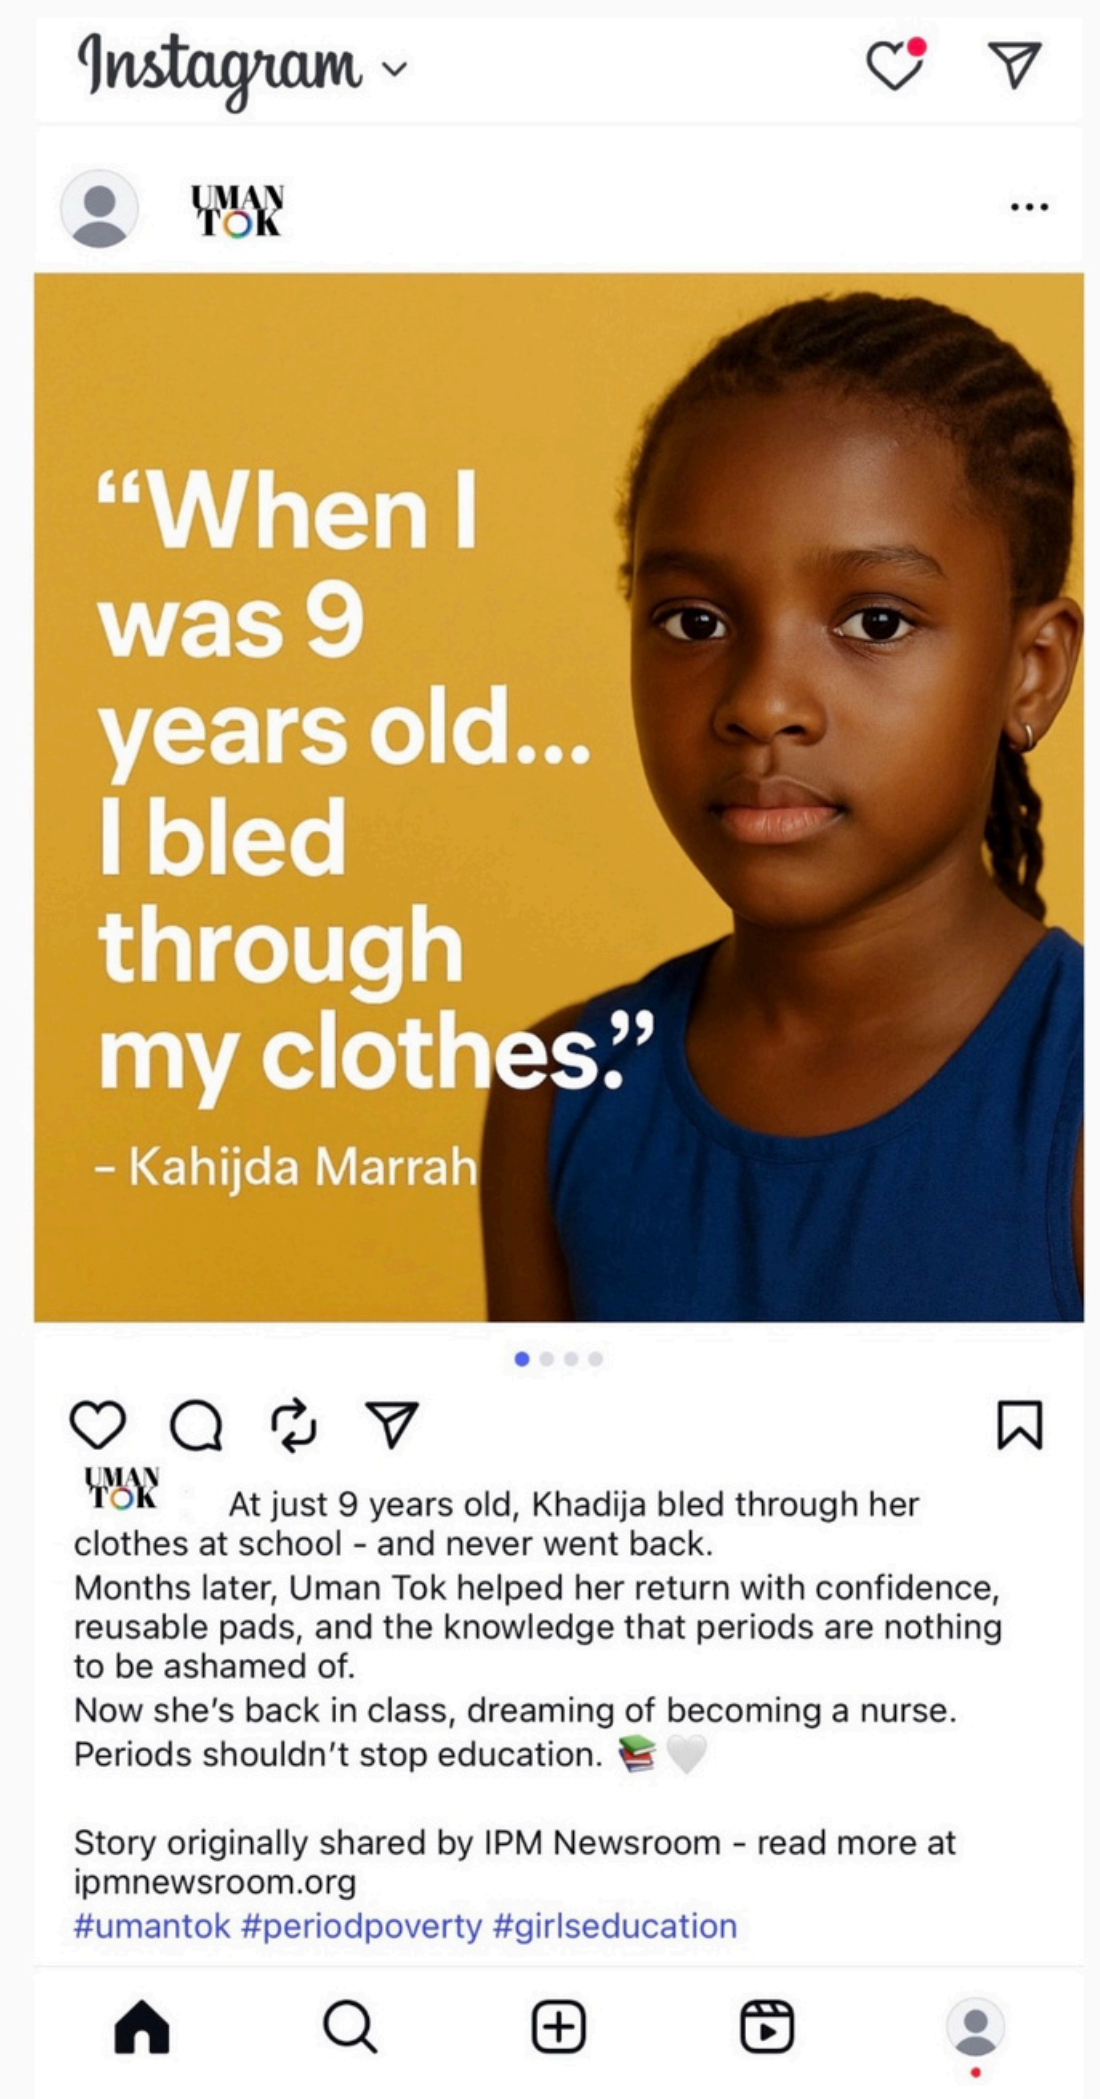 Instagram
UMAN
TOK
“When I
was 9
years old...
I bled
through
my clothes.”
– Kahijda Marrah
UMAN
TOK
At just 9 years old, Khadija bled through her
clothes at school – and never went back.
Months later, Uman Tok helped her return with confidence,
reusable pads, and the knowledge that periods are nothing
to be ashamed of.
Now she’s back in class, dreaming of becoming a nurse.
Periods shouldn’t stop education. 📚🤍
Story originally shared by IPM Newsroom – read more at
ipmnewsroom.org
#umantok #periodpoverty #girlseducation